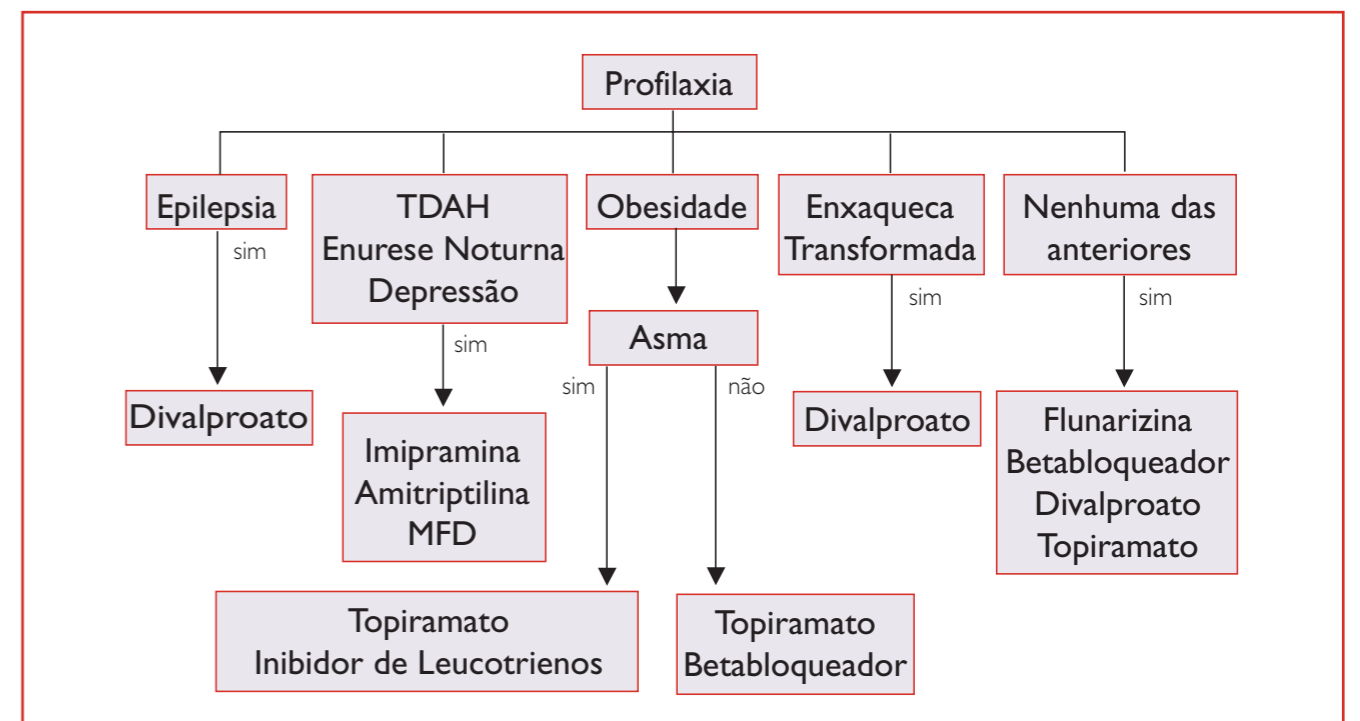 Profilaxia
Epilepsia
sim
Divalproato
TDAH
Enurese Noturna
Depressão
sim
Imipramina
Amitriptilina
MFD
Obesidade
Asma
sim
não
Topiramato
Inibidor de Leucotrienos
Topiramato
Betabloqueador
Enxaqueca
Transformada
sim
Divalproato
Nenhuma das
anteriores
sim
Flunarizina
Betabloqueador
Divalproato
Topiramato